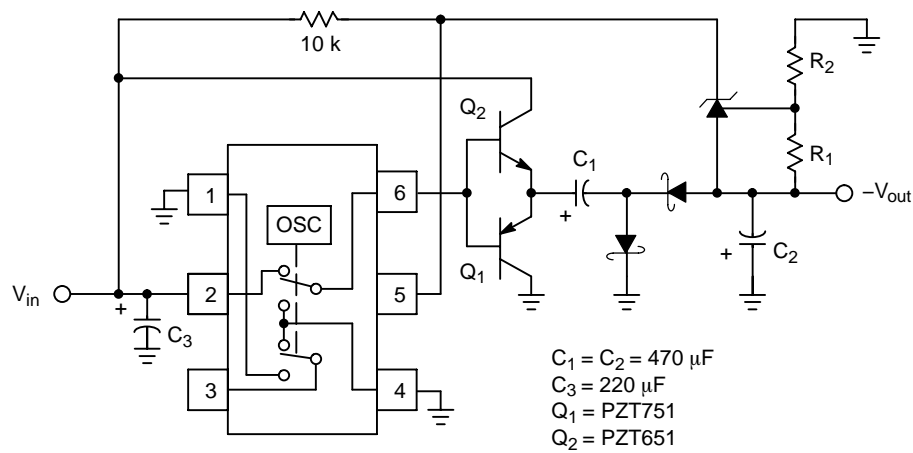 10 k
R2
Q2
R1
C1
1
6
OSC
–Vout
+
Q1
+
C2
Vin
2
5
+
C3
3
4
C1 = C2 = 470 μF
C3 = 220 μF
Q1 = PZT751
Q2 = PZT651